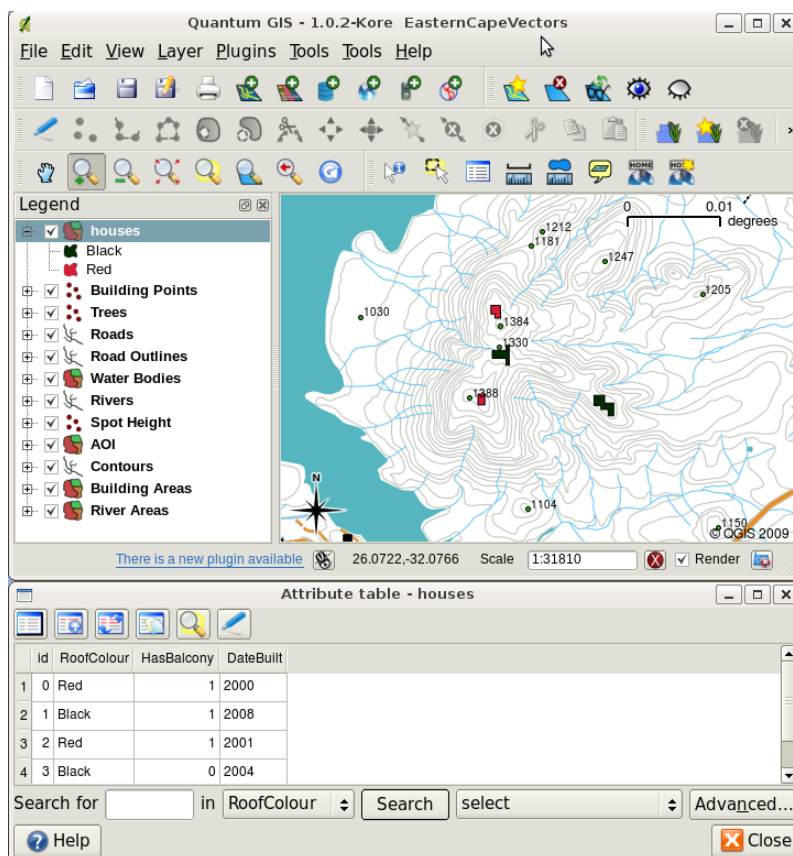 Quantum GIS - 1.0.2-Kore EasternCapeVectors
File Edit View Layer Plugins Tools Tools Help
HOME HOME
Legend
houses
Black
Red
Building Points
Trees
Roads
Road Outlines
Water Bodies
Rivers
Spot Height
AOI
Contours
Building Areas
River Areas
0 0.01
degrees
1212
1181
1247
1205
1030
1384
1330
1388
1104
1150
N
© QGIS 2009
There is a new plugin available 26.0722,-32.0766 Scale 1:31810 Render
Attribute table - houses
id RoofColour HasBalcony DateBuilt
1 0 Red 1 2000
2 1 Black 1 2008
3 2 Red 1 2001
4 3 Black 0 2004
Search for in RoofColour Search select Advanced...
Help Close